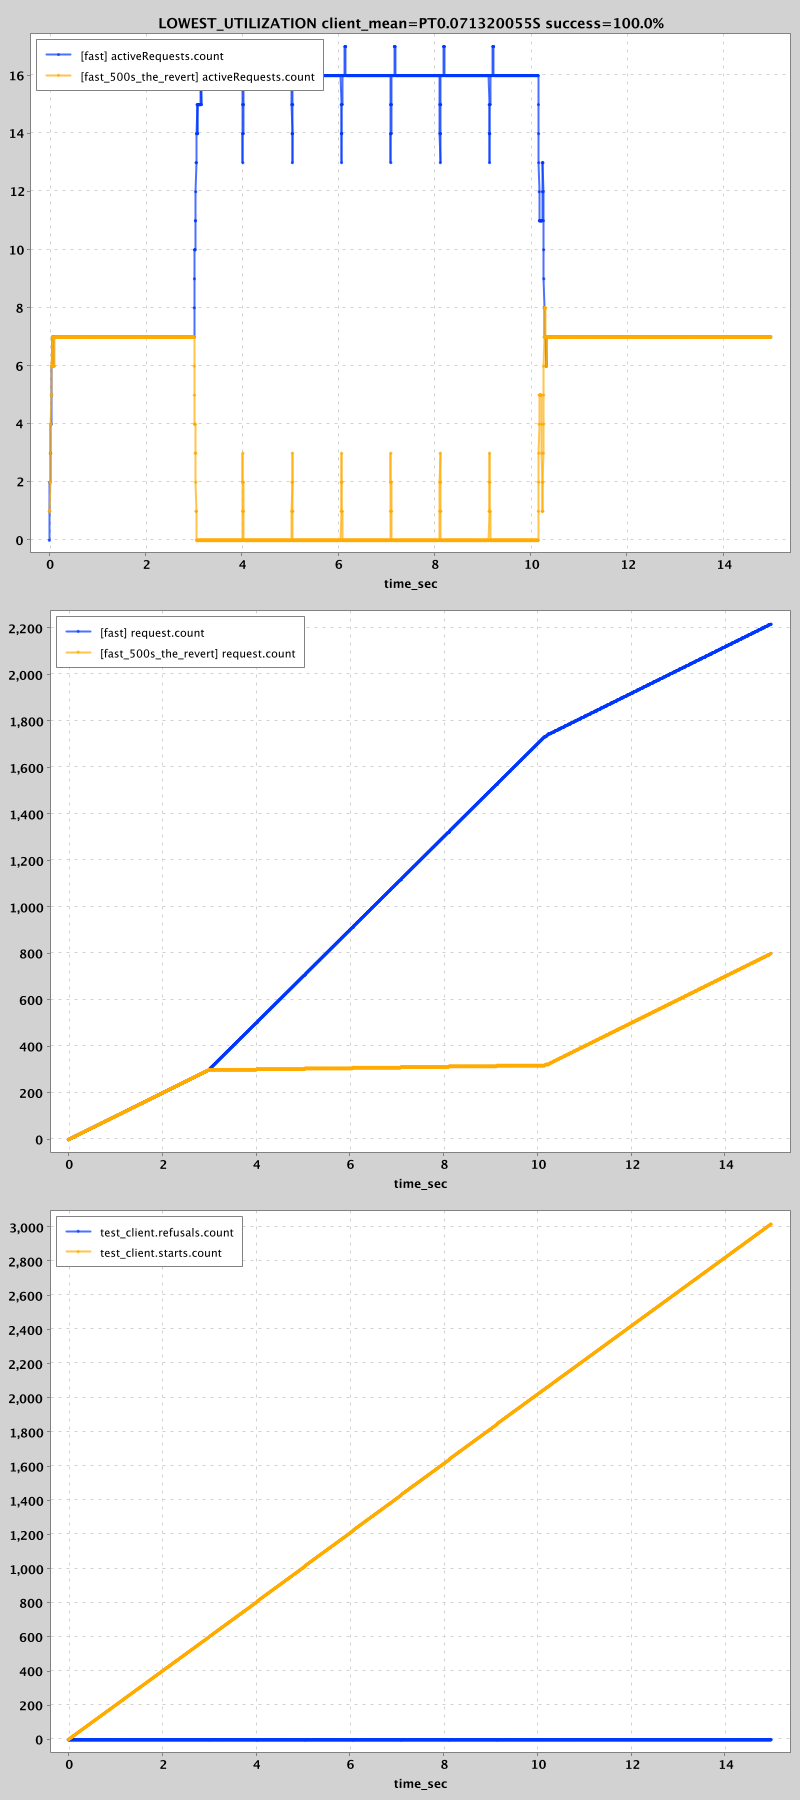 LOWEST_UTILIZATION client_mean=PT0.071320055S success=100.0%
[fast] activeRequests.count
[fast_500s_the_revert] activeRequests.count
16
14
12
10
8
6
4
2
0
0 2 4 6 8 10 12 14
time_sec
[fast] request.count
[fast_500s_the_revert] request.count
2,200
2,000
1,800
1,600
1,400
1,200
1,000
800
600
400
200
0
0 2 4 6 8 10 12 14
time_sec
test_client.refusals.count
test_client.starts.count
3,000
2,800
2,600
2,400
2,200
2,000
1,800
1,600
1,400
1,200
1,000
800
600
400
200
0
0 2 4 6 8 10 12 14
time_sec